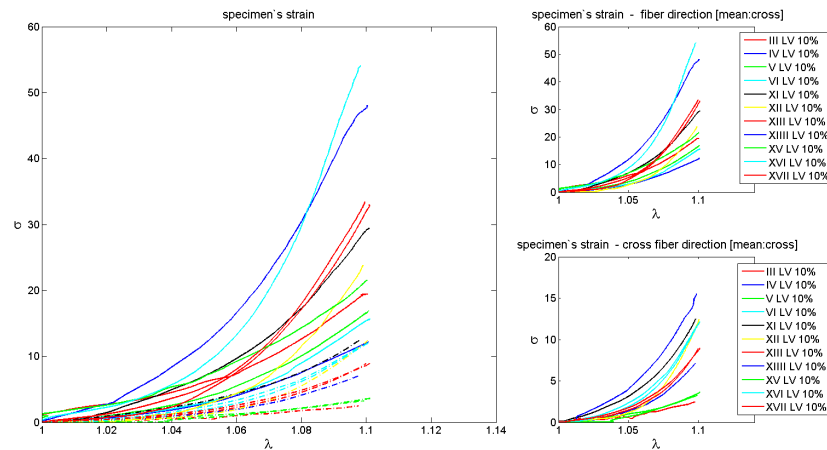 specimen`s strain
60
50
40
30
20
10
0
1
1.02
1.04
1.06
1.08
1.1
1.12
1.14
σ
λ
specimen`s strain - fiber direction [mean:cross]
60
50
40
30
20
10
0
1
1.05
1.1
σ
λ
III LV 10%
IV LV 10%
V LV 10%
VI LV 10%
XI LV 10%
XII LV 10%
XIII LV 10%
XIIII LV 10%
XV LV 10%
XVI LV 10%
XVII LV 10%
specimen`s strain - cross fiber direction [mean:cross]
20
15
10
5
0
1
1.05
1.1
σ
λ
III LV 10%
IV LV 10%
V LV 10%
VI LV 10%
XI LV 10%
XII LV 10%
XIII LV 10%
XIIII LV 10%
XV LV 10%
XVI LV 10%
XVII LV 10%